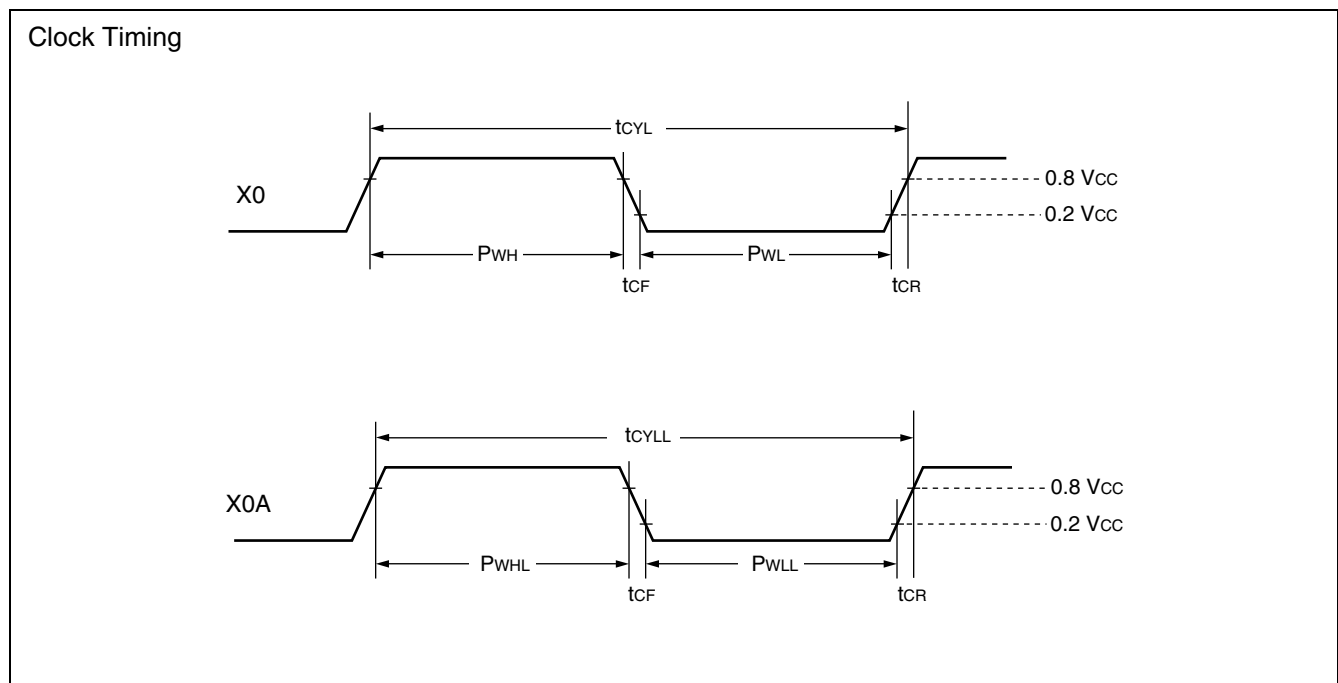 Clock Timing
tCYL
X0
0.8 VCC
0.2 VCC
PWH
PWL
tCF
tCR
tCYLL
X0A
0.8 VCC
0.2 VCC
PWHL
PWLL
tCF
tCR